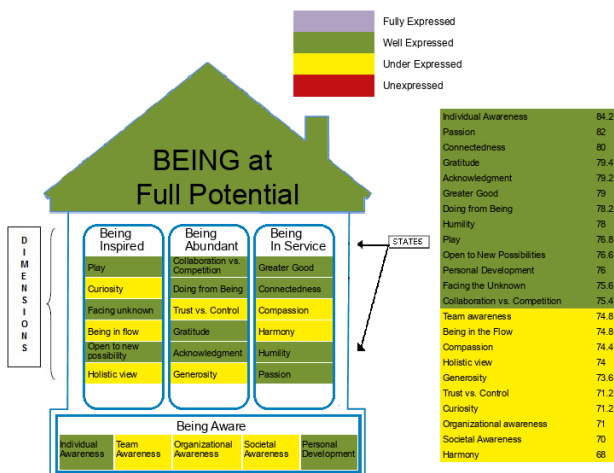 Fully Expressed
Well Expressed
Under Expressed
Unexpressed
BEING at
Full Potential
DIMENSIONS
Being
Inspired
Play
Curiosity
Facing unknown
Being in flow
Open to new
possibility
Holistic view
Being
Abundant
Collaboration vs.
Competition
Doing from Being
Trust vs. Control
Gratitude
Acknowledgment
Generosity
Being
In Service
Greater Good
Connectedness
Compassion
Harmony
Humility
Passion
STATES
Being Aware
Individual
Awareness
Team
Awareness
Organizational
Awareness
Societal
Awareness
Personal
Development
Individual Awareness 84.2
Passion 82
Connectedness 80
Gratitude 79.4
Acknowledgment 79.2
Greater Good 79
Doing from Being 78.2
Humility 78
Play 76.8
Open to New Possibilities 76.6
Personal Development 76
Facing the Unknown 75.6
Collaboration vs. Competition 75.4
Team awareness 74.8
Being in the Flow 74.8
Compassion 74.4
Holistic view 74
Generosity 73.6
Trust vs. Control 71.2
Curiosity 71.2
Organizational awareness 71
Societal Awareness 70
Harmony 68